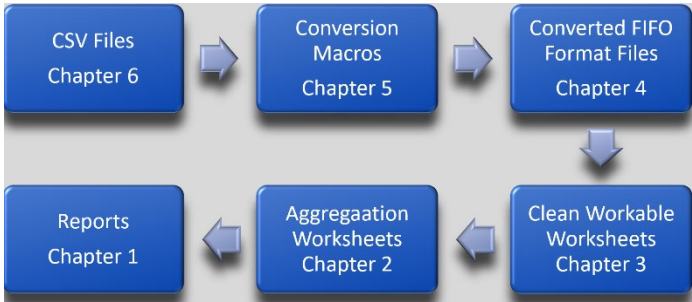 CSV Files
Chapter 6
Conversion
Macros
Chapter 5
Converted FIFO
Format Files
Chapter 4
Clean Workable
Worksheets
Chapter 3
Aggregaation
Worksheets
Chapter 2
Reports
Chapter 1